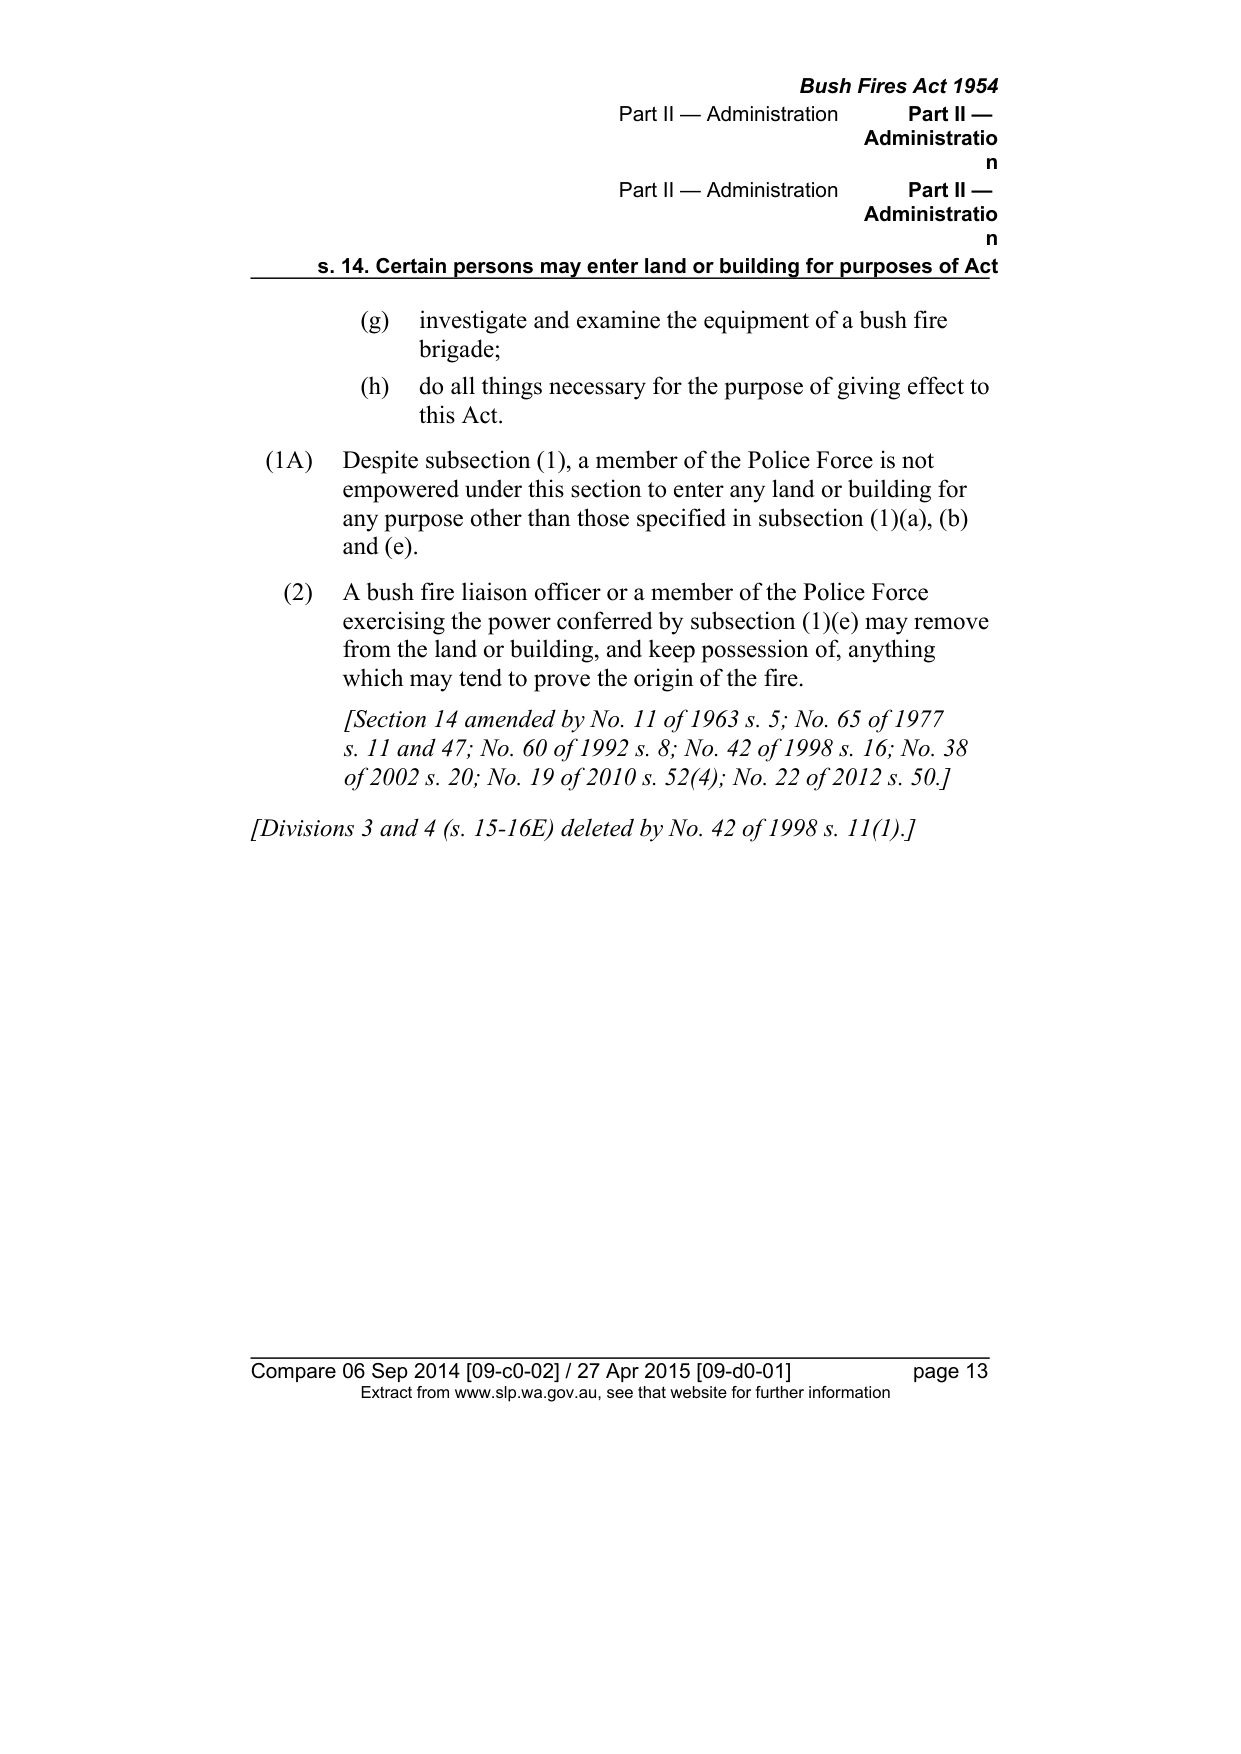 Bush Fires Act 1954
Part II — Administration Part II —
Administratio
n
Part II — Administration Part II —
Administratio
n
s. 14. Certain persons may enter land or building for purposes of Act
(g) investigate and examine the equipment of a bush fire
brigade;
(h) do all things necessary for the purpose of giving effect to
this Act.
(1A) Despite subsection (1), a member of the Police Force is not
empowered under this section to enter any land or building for
any purpose other than those specified in subsection (1)(a), (b)
and (e).
(2) A bush fire liaison officer or a member of the Police Force
exercising the power conferred by subsection (1)(e) may remove
from the land or building, and keep possession of, anything
which may tend to prove the origin of the fire.
[Section 14 amended by No. 11 of 1963 s. 5; No. 65 of 1977
s. 11 and 47; No. 60 of 1992 s. 8; No. 42 of 1998 s. 16; No. 38
of 2002 s. 20; No. 19 of 2010 s. 52(4); No. 22 of 2012 s. 50.]
[Divisions 3 and 4 (s. 15-16E) deleted by No. 42 of 1998 s. 11(1).]
Compare 06 Sep 2014 [09-c0-02] / 27 Apr 2015 [09-d0-01] page 13
Extract from www.slp.wa.gov.au, see that website for further information